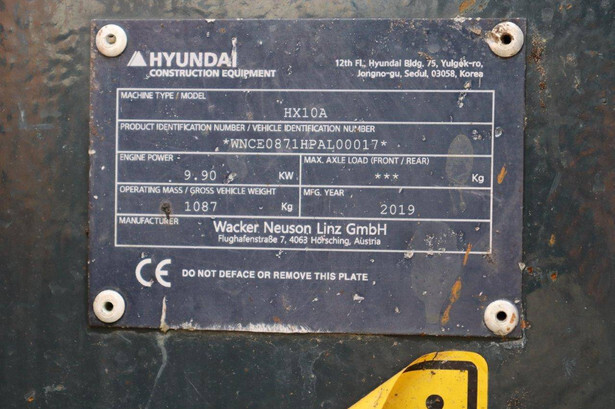 HYUNDAI
CONSTRUCTION EQUIPMENT
12th Fl., Hyundai Bldg, 75, Yulgok-ro,
Jongno-gu, Seoul, 03058, Korea
MACHINE TYPE / MODEL
HX10A
PRODUCT IDENTIFICATION NUMBER / VEHICLE IDENTIFICATION NUMBER
*WNCE0871HPAL00017*
ENGINE POWER
9.90 KW
MAX. AXLE LOAD (FRONT / REAR)
*** Kg
OPERATING MASS / GROSS VEHICLE WEIGHT
1087 Kg
MFG. YEAR
2019
MANUFACTURER
Wacker Neuson Linz GmbH
Flughafenstraße 7, 4063 Hörsching, Austria
CE DO NOT DEFACE OR REMOVE THIS PLATE